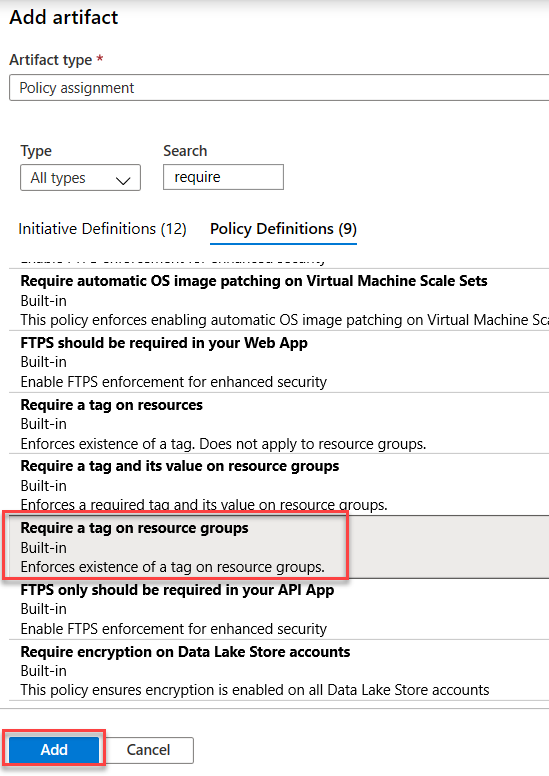 Add artifact
Artifact type *
Policy assignment
Type
Search
All types
require
Initiative Definitions (12)
Policy Definitions (9)
Enable FTPS enforcement for enhanced security
Require automatic OS image patching on Virtual Machine Scale Sets
Built-in
This policy enforces enabling automatic OS image patching on Virtual Machine Sca
FTPS should be required in your Web App
Built-in
Enable FTPS enforcement for enhanced security
Require a tag on resources
Built-in
Enforces existence of a tag. Does not apply to resource groups.
Require a tag and its value on resource groups
Built-in
Enforces a required tag and its value on resource groups.
Require a tag on resource groups
Built-in
Enforces existence of a tag on resource groups.
FTPS only should be required in your API App
Built-in
Enable FTPS enforcement for enhanced security
Require encryption on Data Lake Store accounts
Built-in
This policy ensures encryption is enabled on all Data Lake Store accounts
Add
Cancel